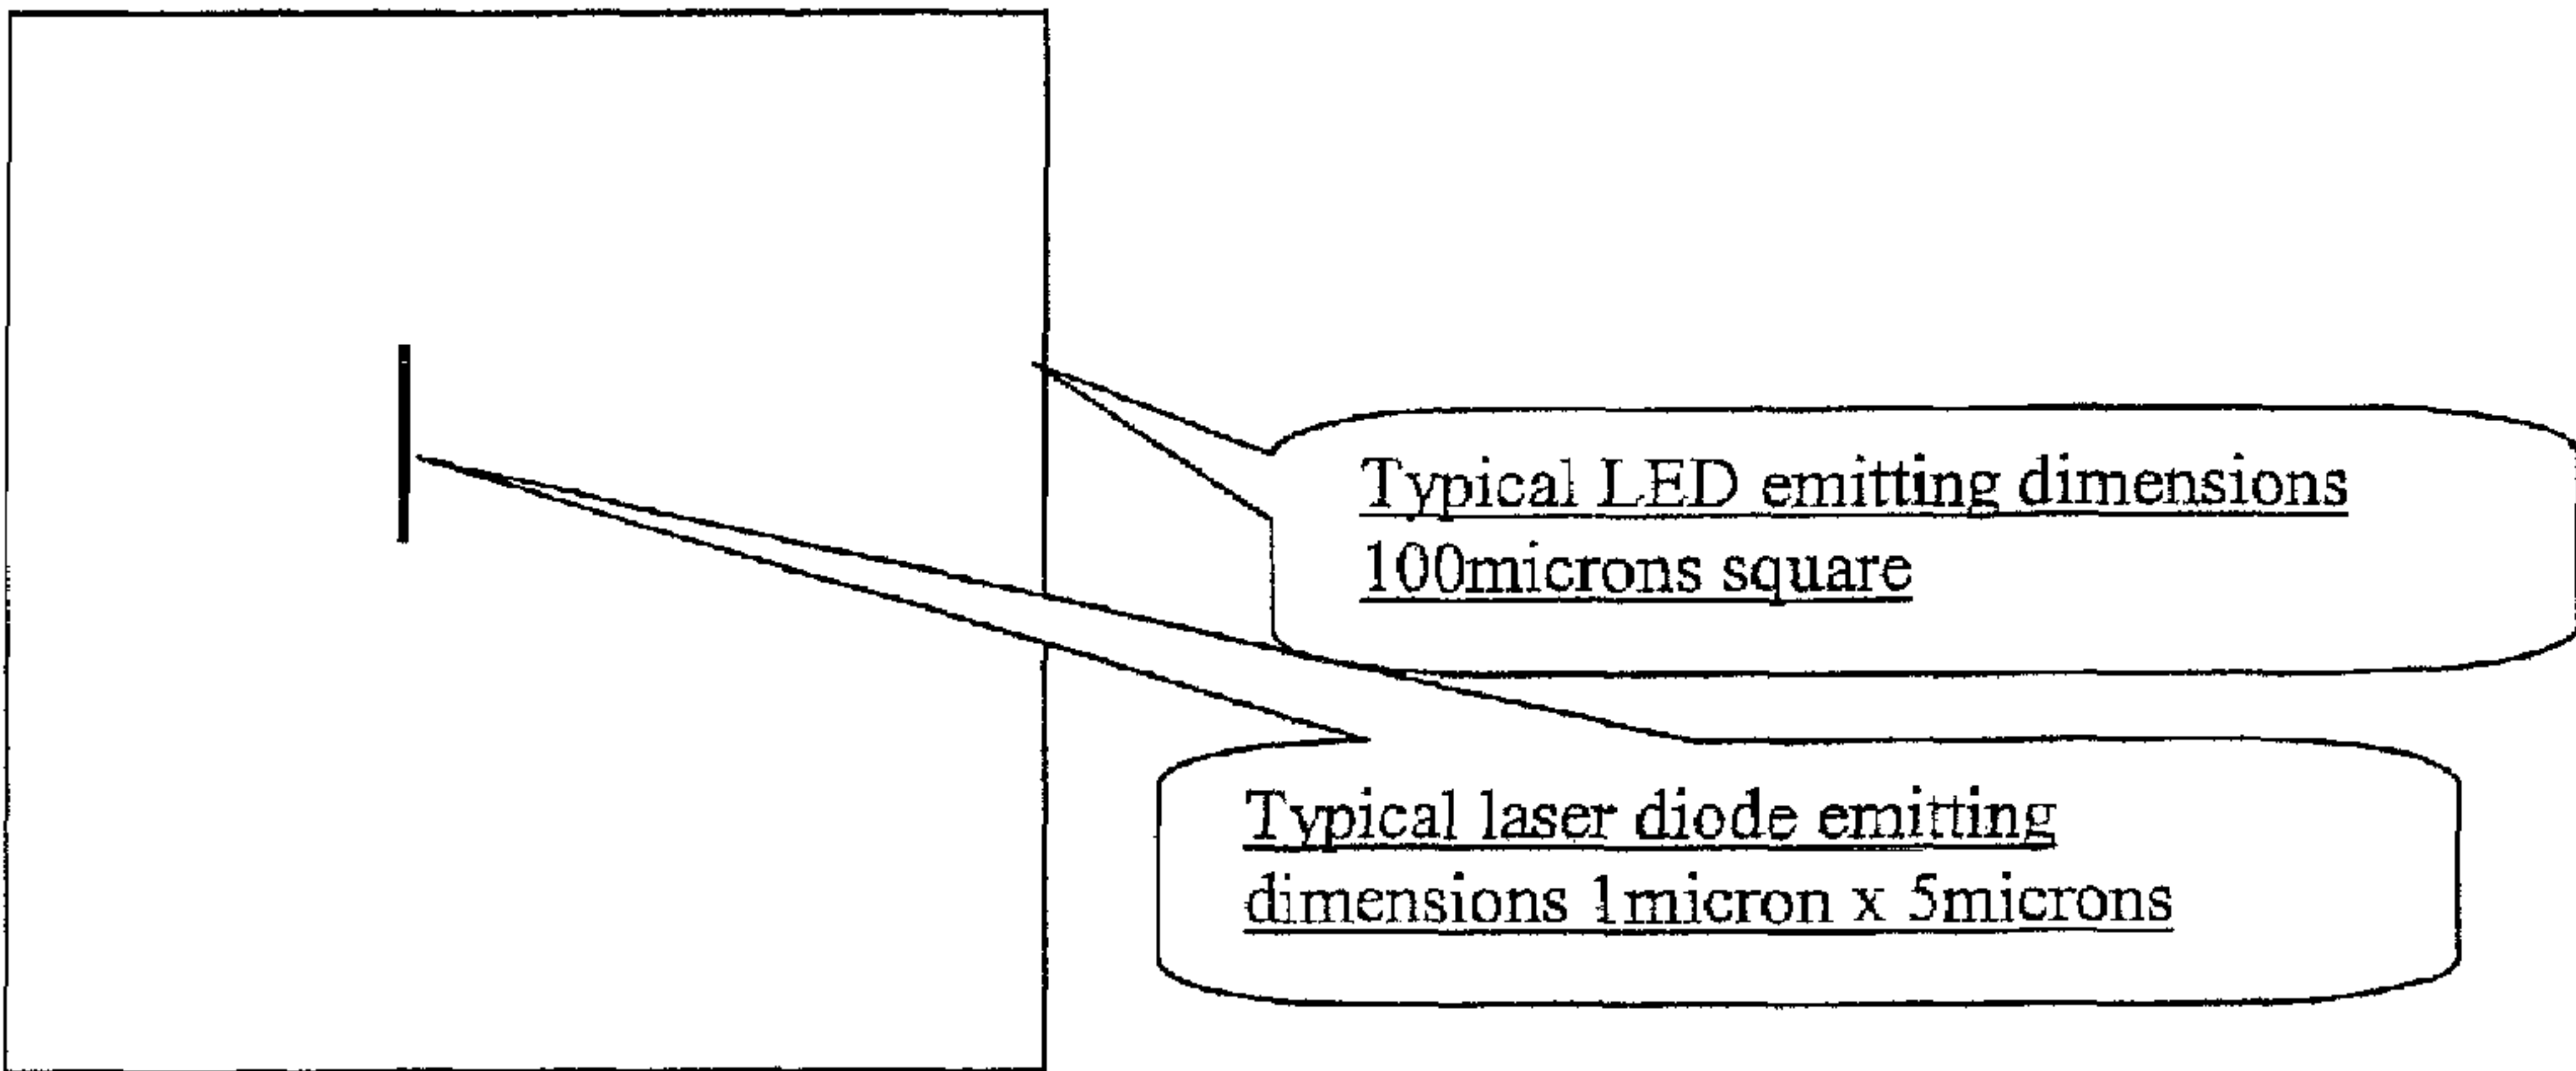 Typical LED emitting dimensions
100microns square
Typical laser diode emitting
dimensions 1micron x 5microns